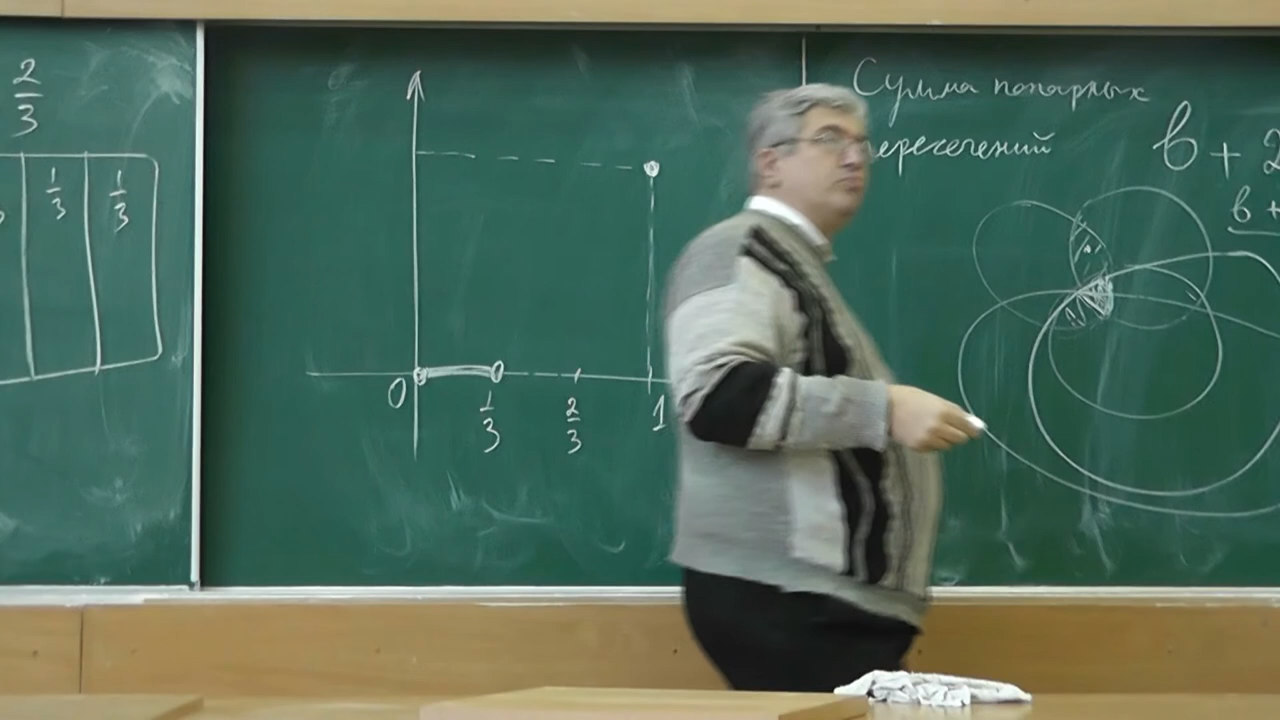 2/3
1/3 1/3
0 1/3 2/3 1
Сумма попарных
пересечений
b + 2
b +